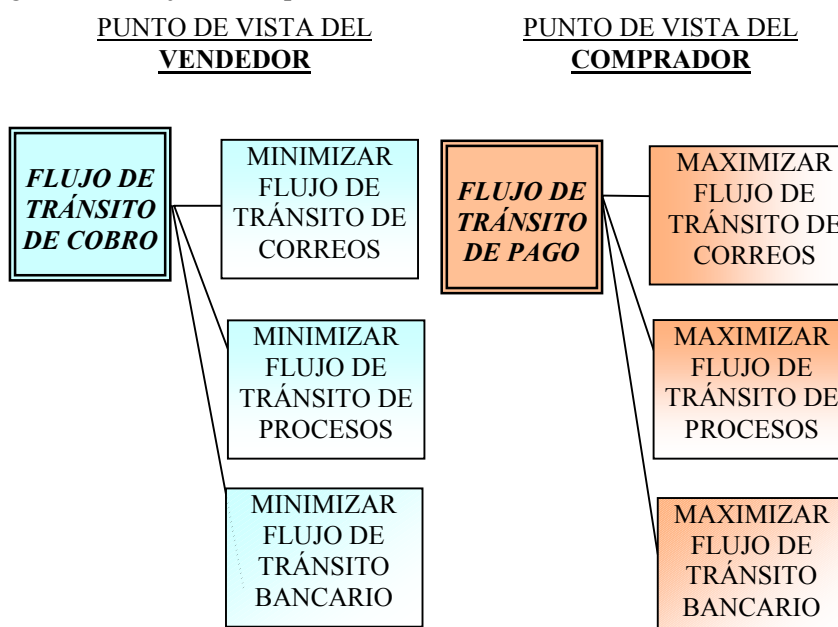 PUNTO DE VISTA DEL
VENDEDOR
PUNTO DE VISTA DEL
COMPRADOR
FLUJO DE
TRÁNSITO
DE COBRO
MINIMIZAR
FLUJO DE
TRÁNSITO DE
CORREOS
MINIMIZAR
FLUJO DE
TRÁNSITO DE
PROCESOS
MINIMIZAR
FLUJO DE
TRÁNSITO
BANCARIO
FLUJO DE
TRÁNSITO
DE PAGO
MAXIMIZAR
FLUJO DE
TRÁNSITO DE
CORREOS
MAXIMIZAR
FLUJO DE
TRÁNSITO DE
PROCESOS
MAXIMIZAR
FLUJO DE
TRÁNSITO
BANCARIO